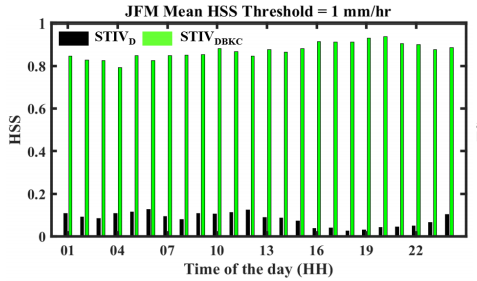 JFM Mean HSS Threshold = 1 mm/hr
STIV_D STIV_DBKC
1
0.8
0.6
0.4
0.2
0
HSS
01 04 07 10 13 16 19 22
Time of the day (HH)